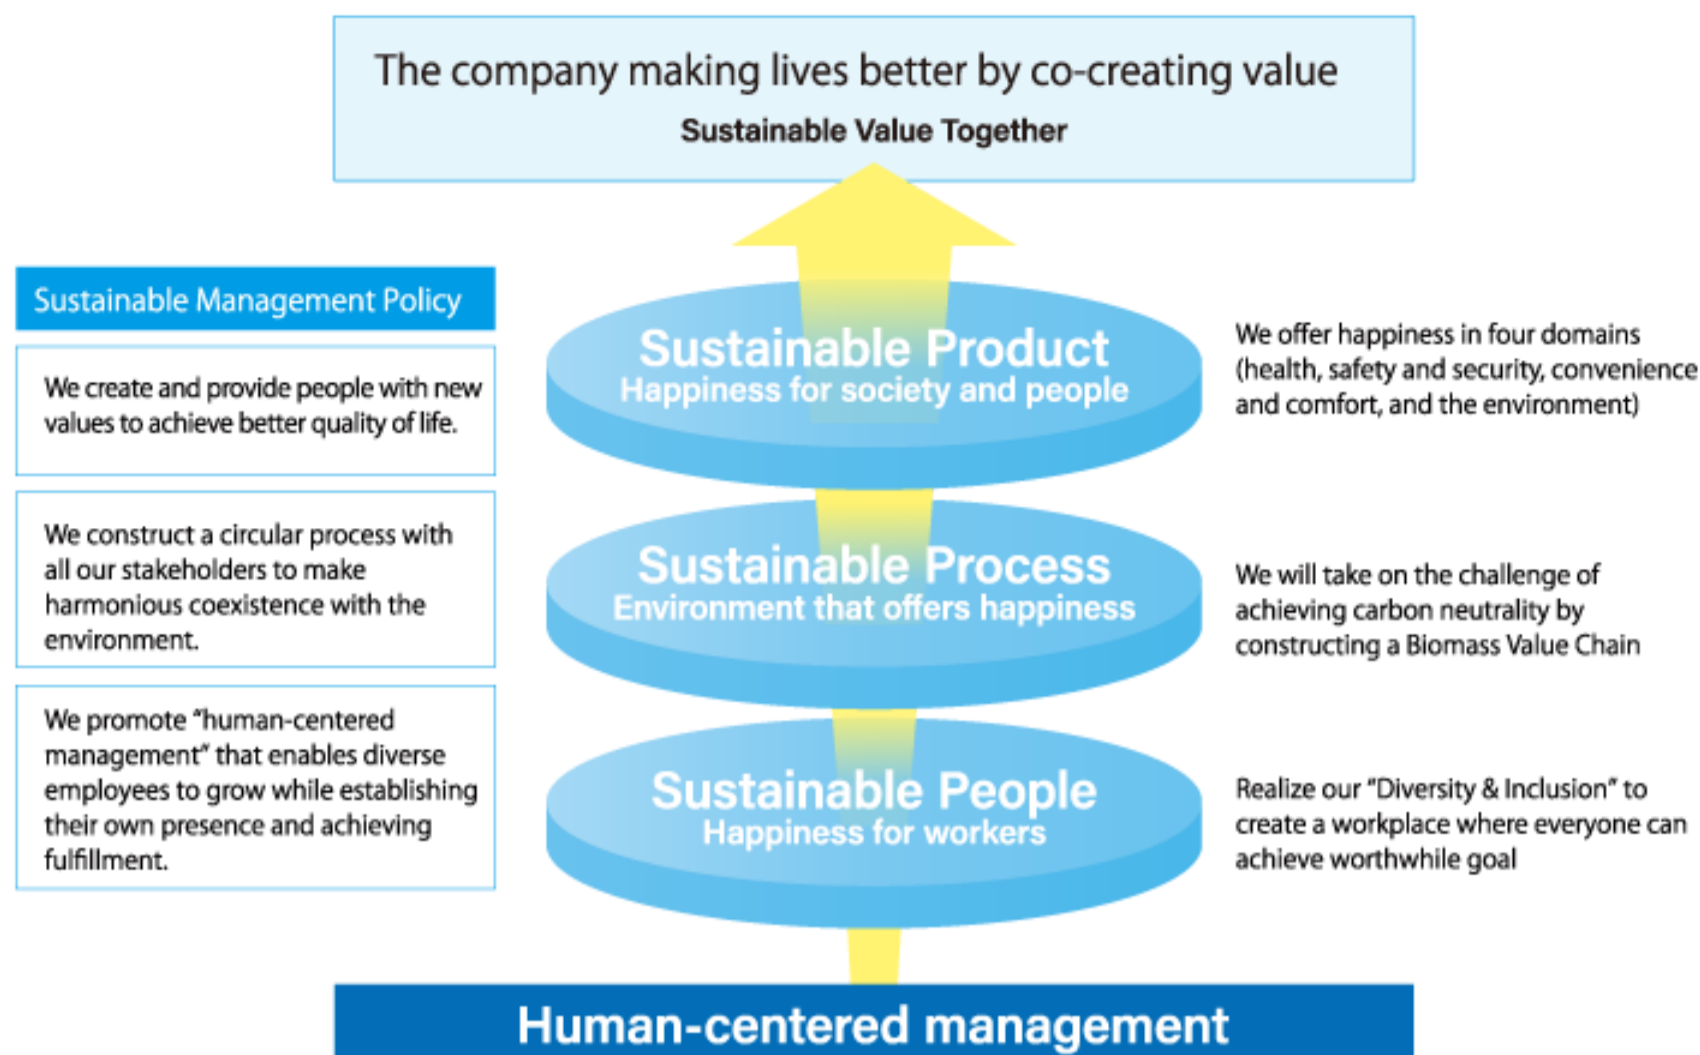 The company making lives better by co-creating value
Sustainable Value Together
Sustainable Management Policy
We create and provide people with new
values to achieve better quality of life.
Sustainable Product
Happiness for society and people
We offer happiness in four domains
(health, safety and security, convenience
and comfort, and the environment)
We construct a circular process with
all our stakeholders to make
harmonious coexistence with the
environment.
Sustainable Process
Environment that offers happiness
We will take on the challenge of
achieving carbon neutrality by
constructing a Biomass Value Chain
We promote “human-centered
management” that enables diverse
employees to grow while establishing
their own presence and achieving
fulfillment.
Sustainable People
Happiness for workers
Realize our “Diversity & Inclusion” to
create a workplace where everyone can
achieve worthwhile goal
Human-centered management